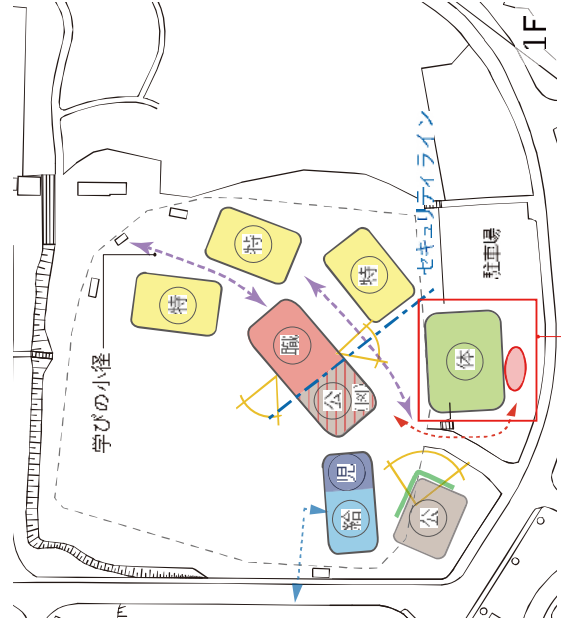 1F
セキュリティライン
駐車場
学びの小径
特
特
特
職
公
図
体
児
給
公